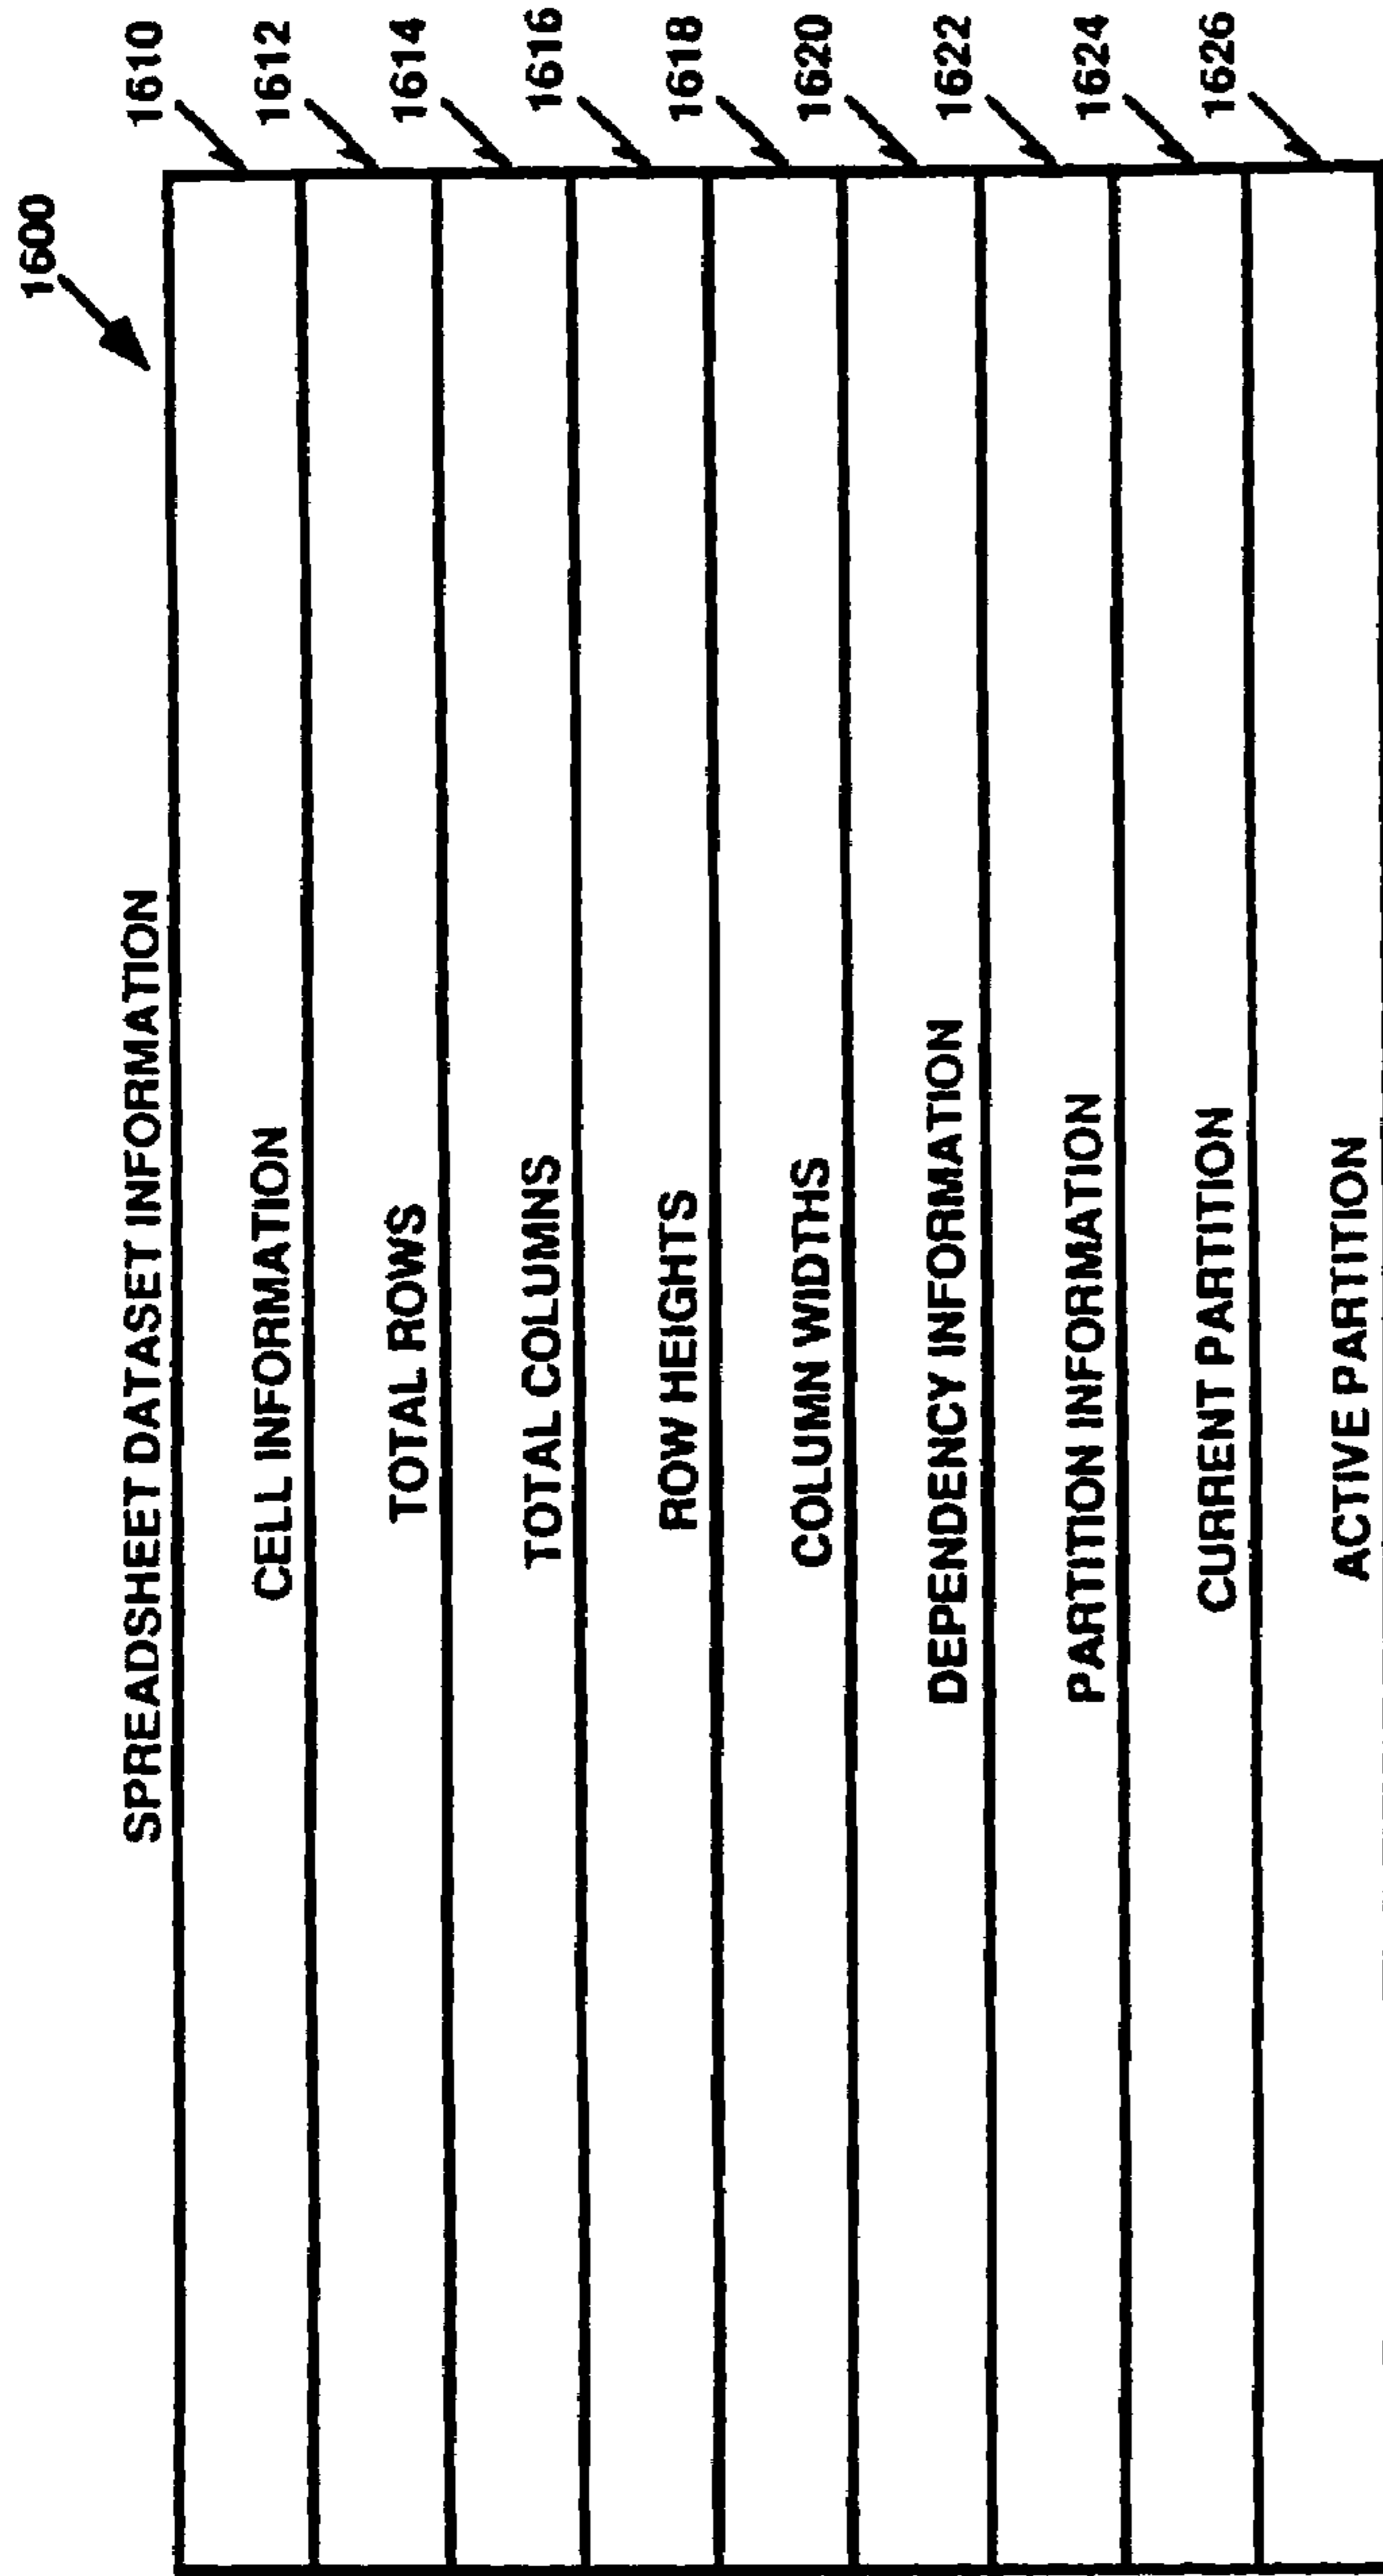 1600
SPREADSHEET DATASET INFORMATION
CELL INFORMATION 1610
TOTAL ROWS 1612
TOTAL COLUMNS 1614
ROW HEIGHTS 1616
COLUMN WIDTHS 1618
DEPENDENCY INFORMATION 1620
PARTITION INFORMATION 1622
CURRENT PARTITION 1624
ACTIVE PARTITION 1626